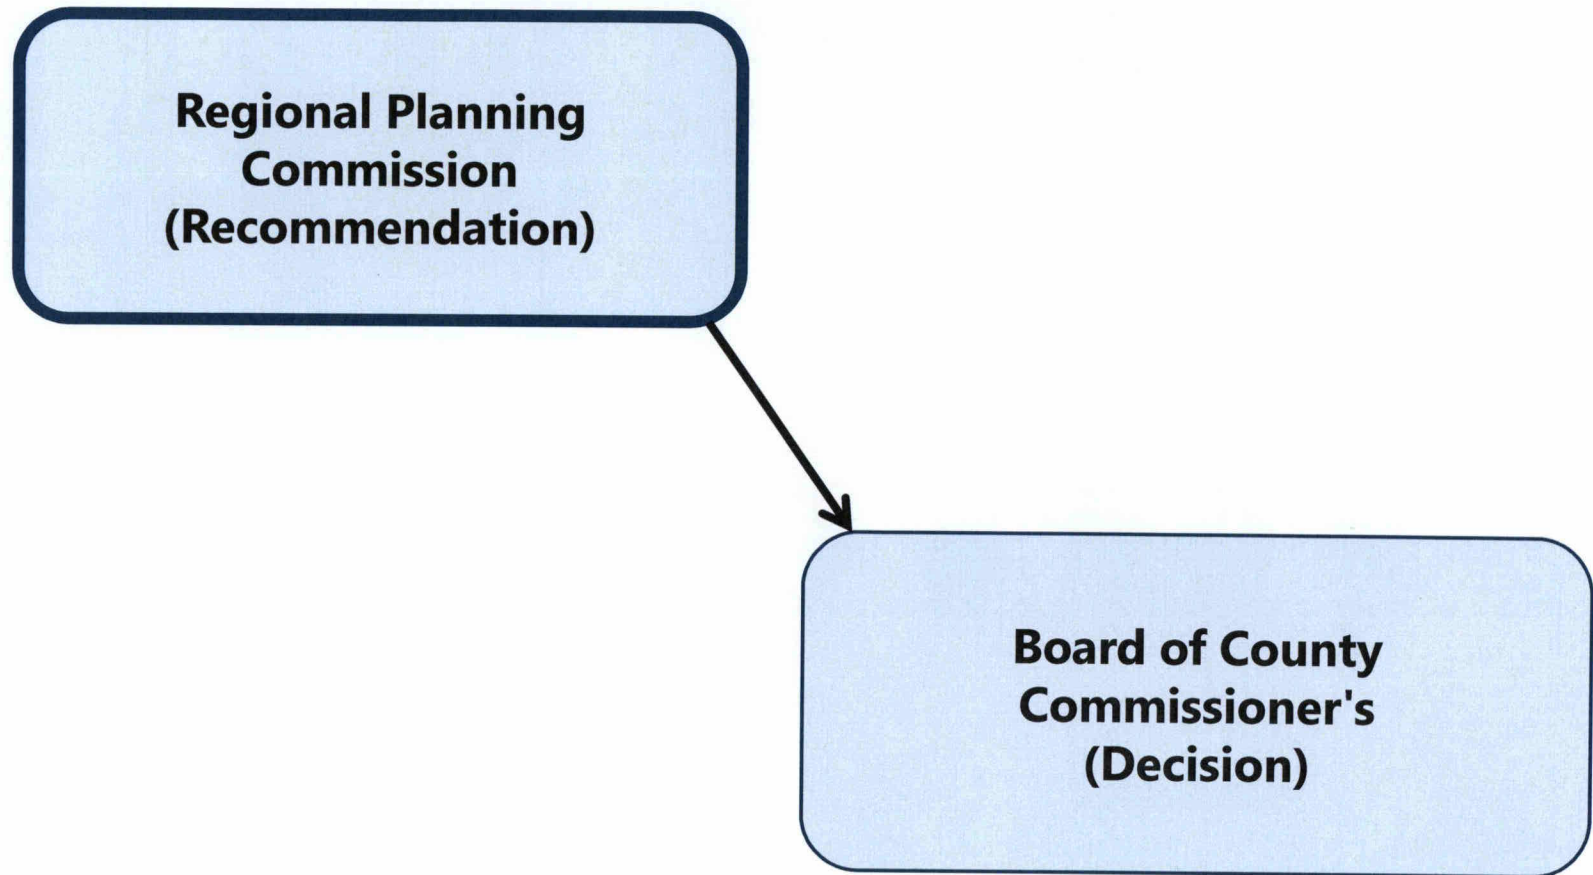 Regional Planning
Commission
(Recommendation)
Board of County
Commissioner's
(Decision)